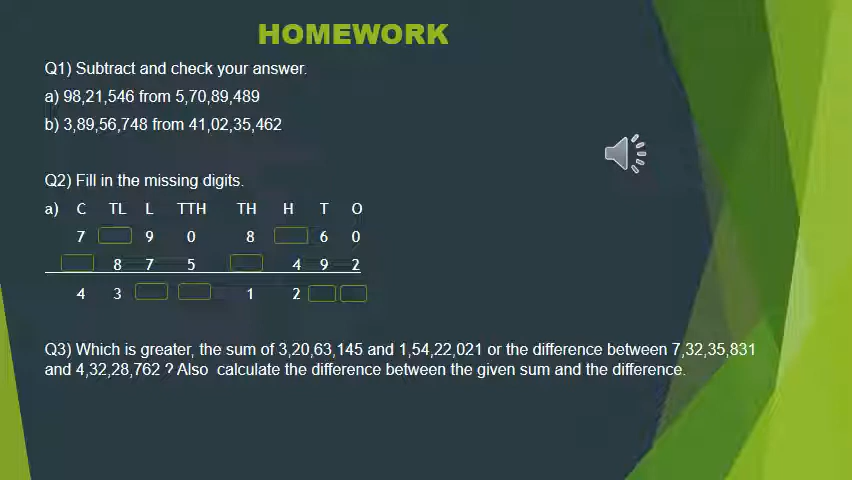 HOMEWORK
Q1) Subtract and check your answer.
a) 98,21,546 from 5,70,89,489
b) 3,89,56,748 from 41,02,35,462
Q2) Fill in the missing digits.
a) C TL L TTH TH H T O
7 9 0 8 6 0
8 7 5 4 9 2
4 3 1 2
Q3) Which is greater, the sum of 3,20,63,145 and 1,54,22,021 or the difference between 7,32,35,831
and 4,32,28,762 ? Also calculate the difference between the given sum and the difference.